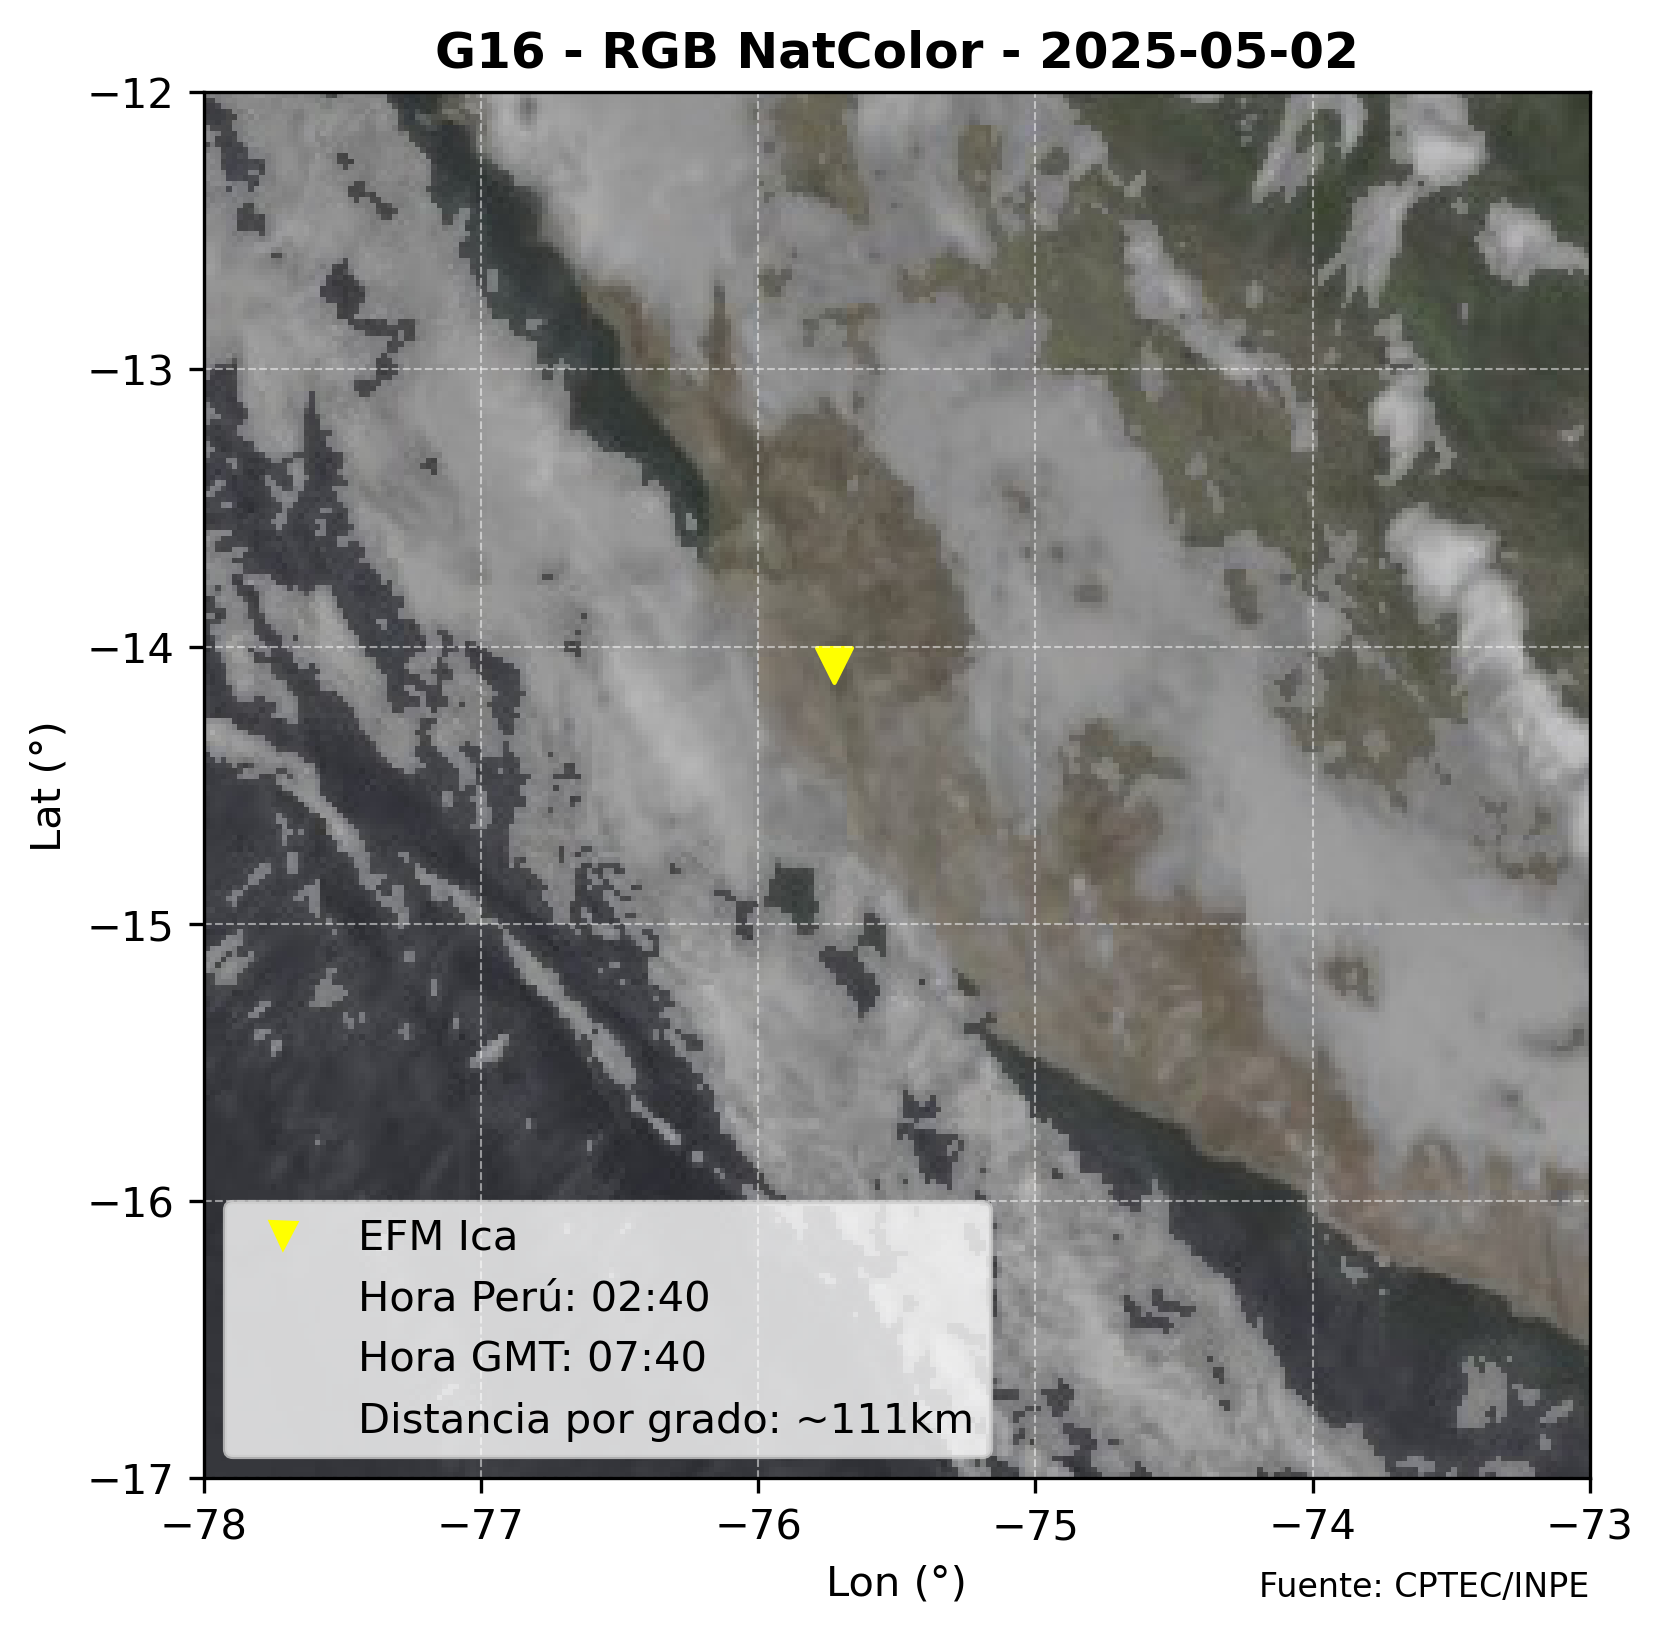 G16 - RGB NatColor - 2025-05-02
−12
−13
−14
−15
−16
−17
Lat (°)
EFM Ica
Hora Perú: 02:40
Hora GMT: 07:40
Distancia por grado: ~111km
−78 −77 −76 −75 −74 −73
Lon (°)
Fuente: CPTEC/INPE